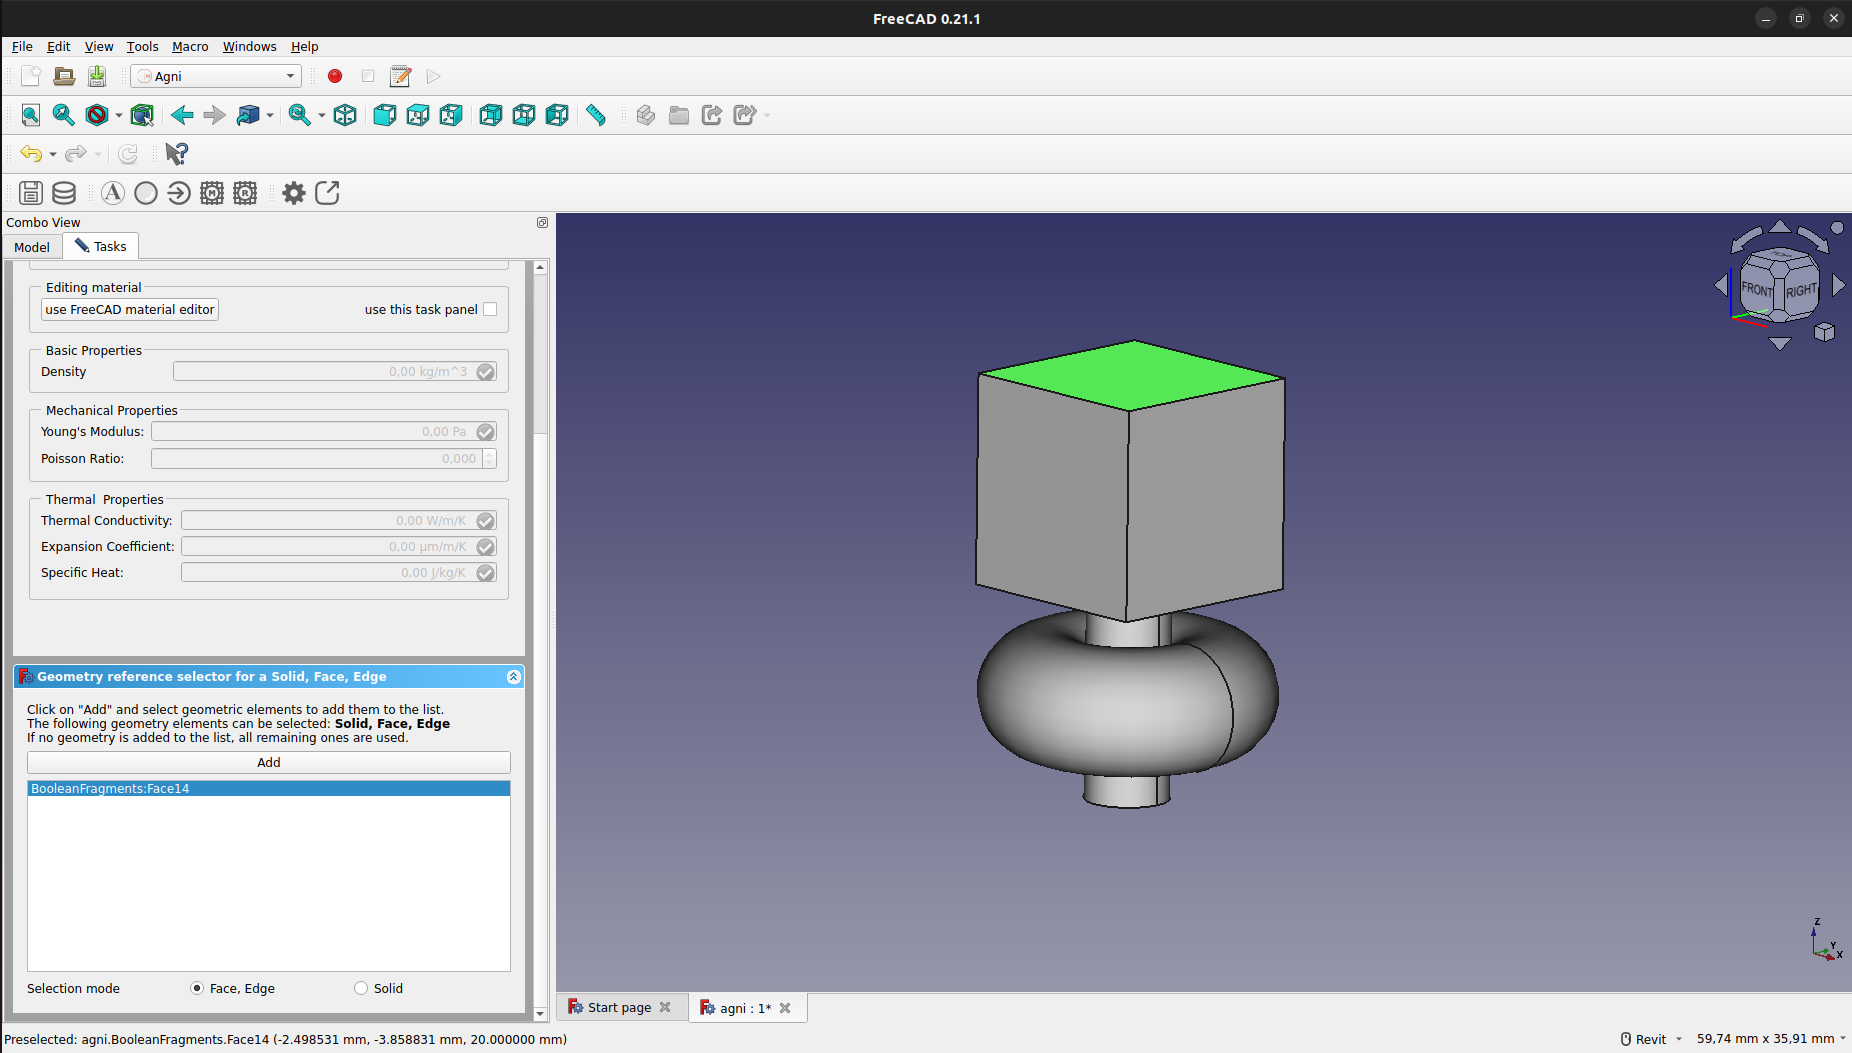 FreeCAD 0.21.1
File Edit View Tools Macro Windows Help
Agni
Combo View
Model Tasks
Editing material
use FreeCAD material editor use this task panel
Basic Properties
Density 0,00 kg/m^3
Mechanical Properties
Young's Modulus: 0,00 Pa
Poisson Ratio: 0,000
Thermal Properties
Thermal Conductivity: 0,00 W/m/K
Expansion Coefficient: 0,00 µm/m/K
Specific Heat: 0,00 J/kg/K
Geometry reference selector for a Solid, Face, Edge
Click on "Add" and select geometric elements to add them to the list.
The following geometry elements can be selected: Solid, Face, Edge
If no geometry is added to the list, all remaining ones are used.
Add
BooleanFragments:Face14
Selection mode Face, Edge Solid
TOP
FRONT RIGHT
Z
Y
X
Start page agni : 1*
Preselected: agni.BooleanFragments.Face14 (-2.498531 mm, -3.858831 mm, 20.000000 mm) Revit 59,74 mm x 35,91 mm